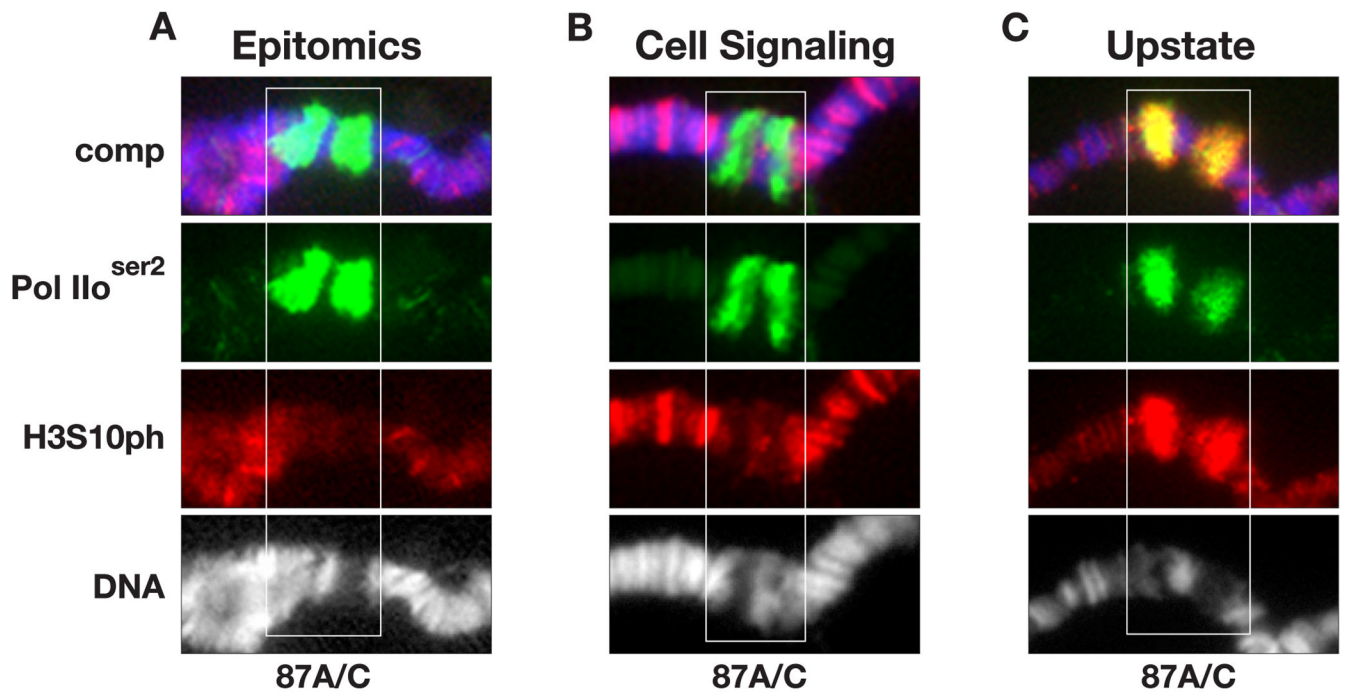 A
Epitomics
B
Cell Signaling
C
Upstate
comp
Pol IIo^ser2
H3S10ph
DNA
87A/C
87A/C
87A/C